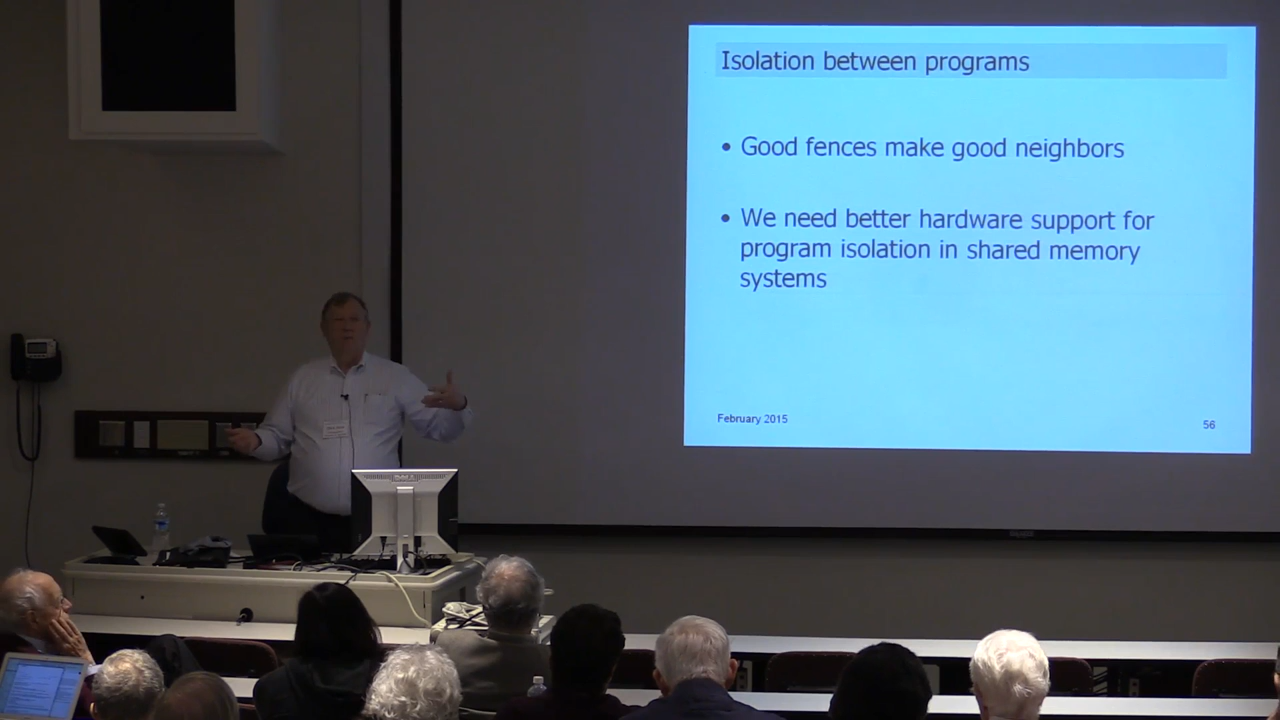 Isolation between programs
• Good fences make good neighbors
• We need better hardware support for
program isolation in shared memory
systems
February 2015
56